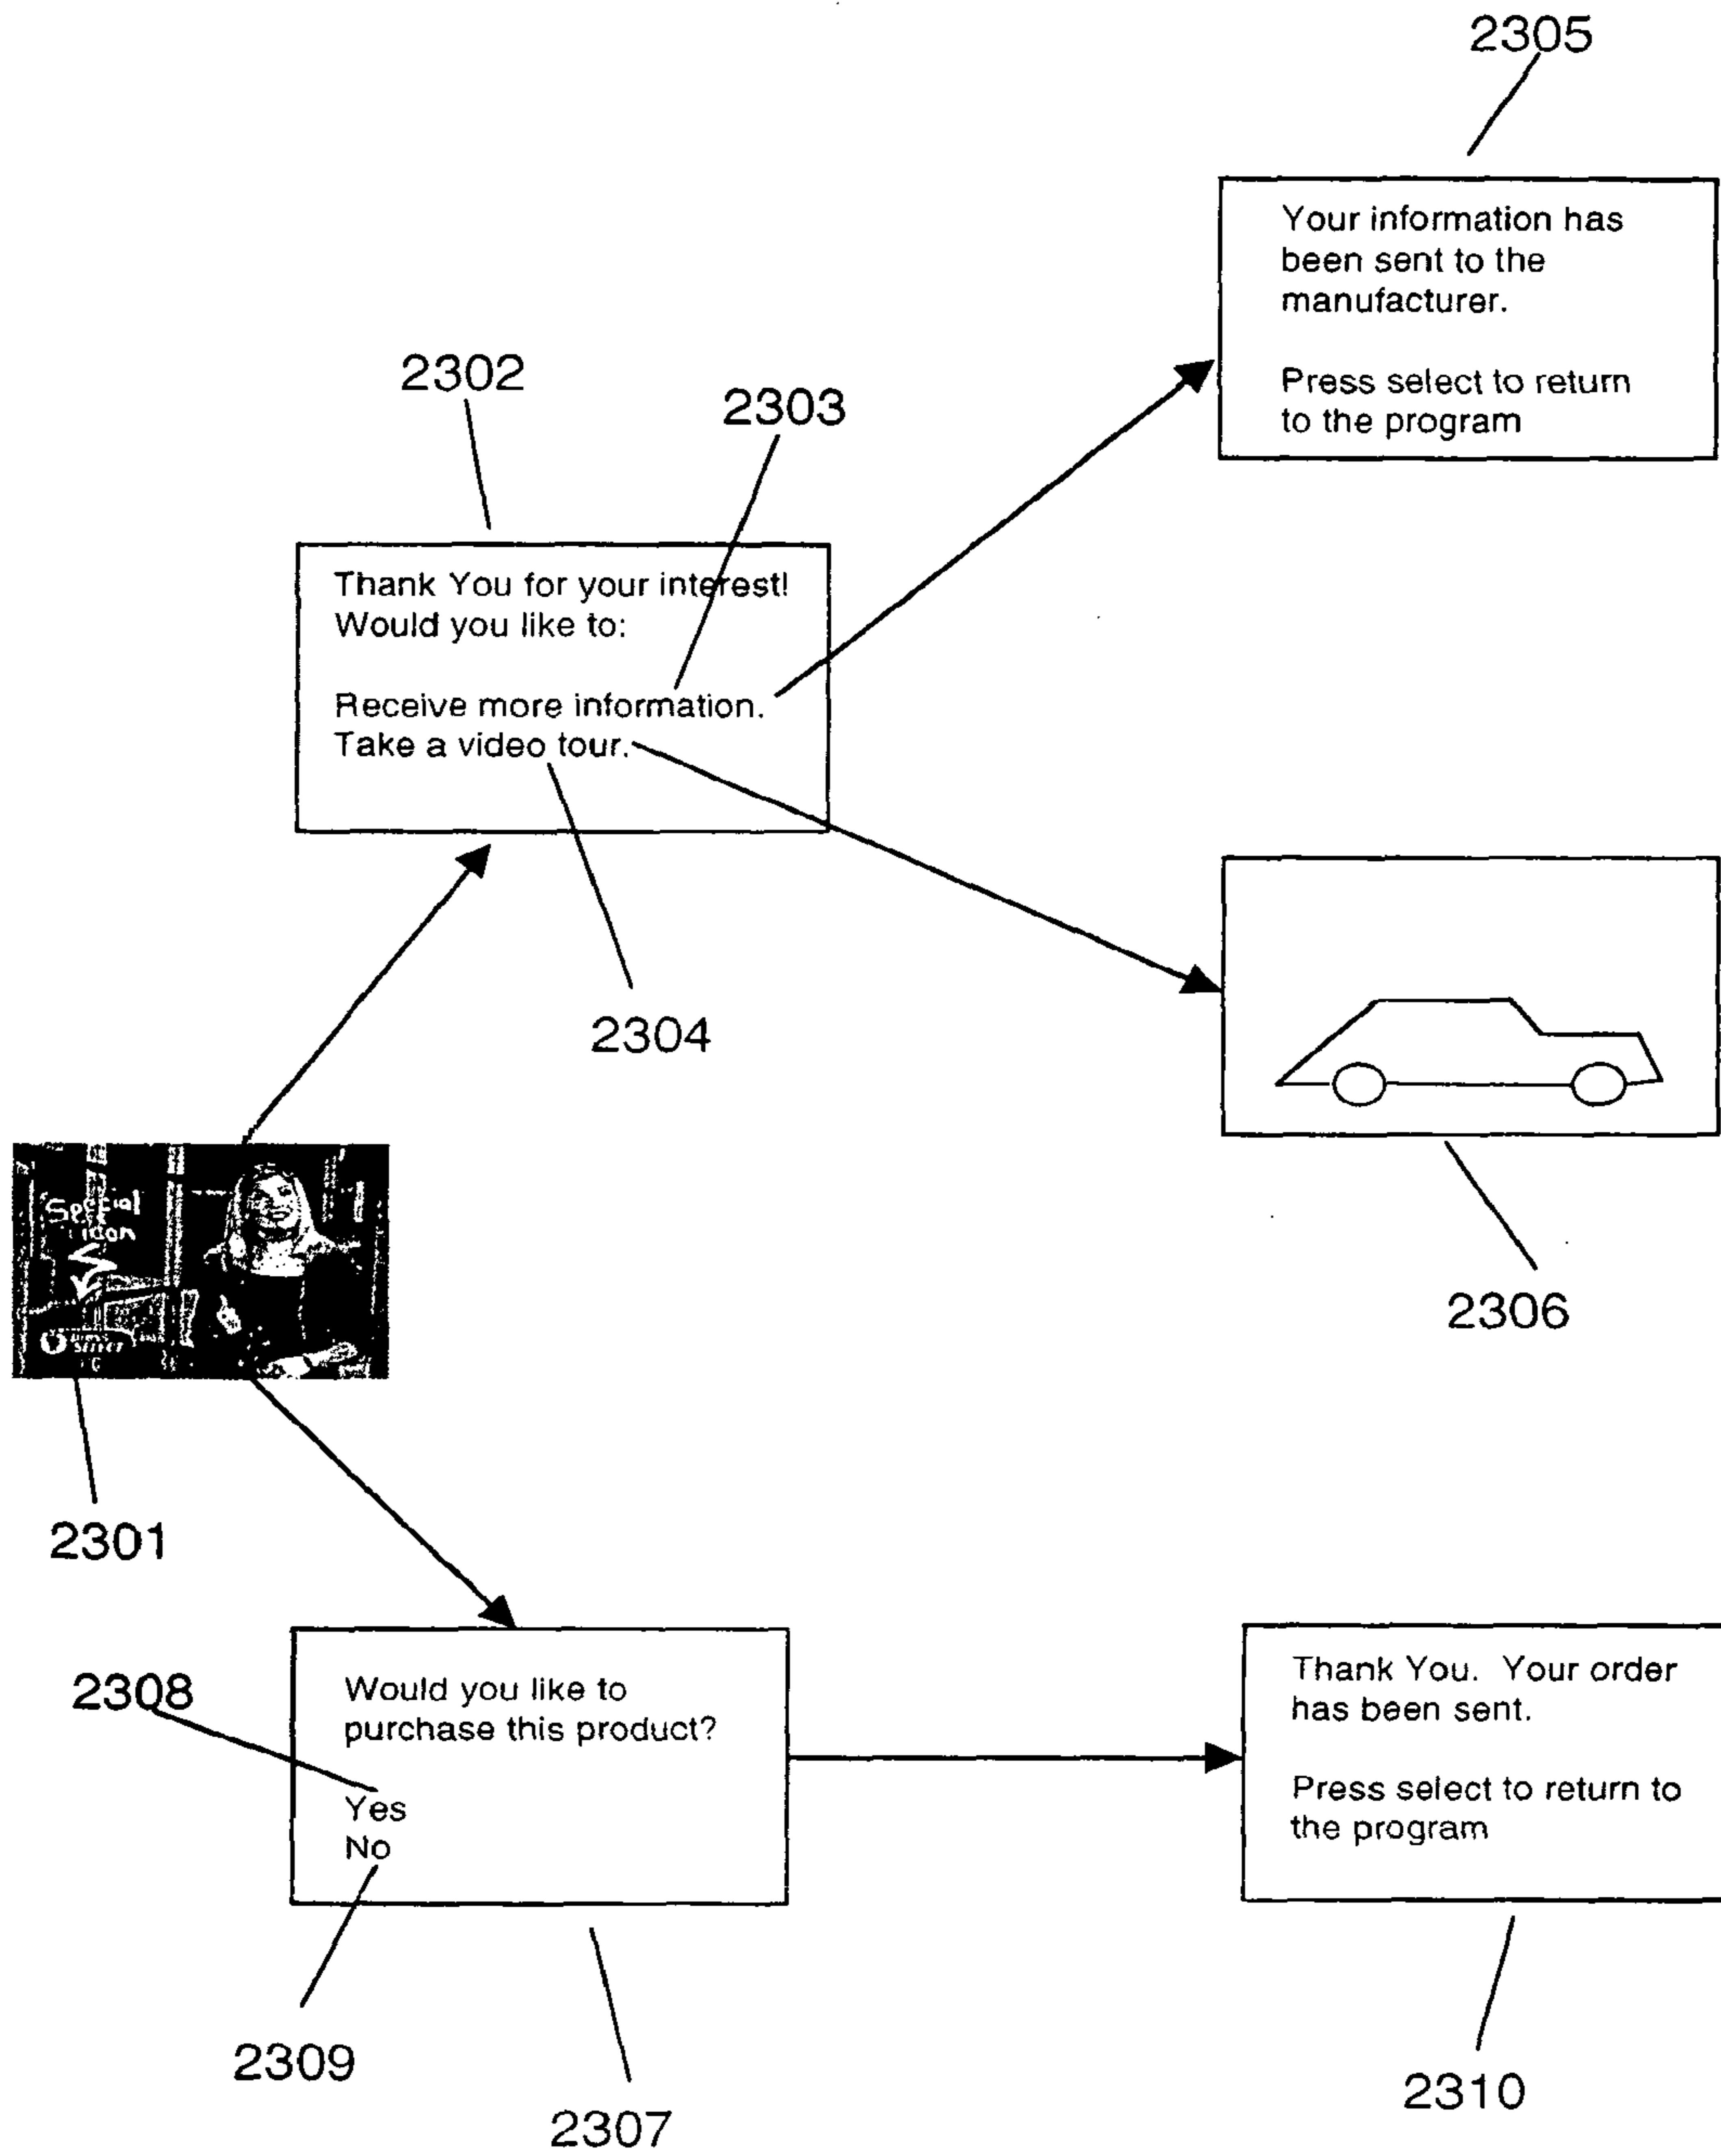 2305
Your information has
been sent to the
manufacturer.
Press select to return
to the program
2302
2303
Thank You for your interest!
Would you like to:
Receive more information.
Take a video tour.
2304
2306
Special
icon
PRESS
SELECT
2301
2308
Would you like to
purchase this product?
Yes
No
2309
2307
Thank You. Your order
has been sent.
Press select to return to
the program
2310